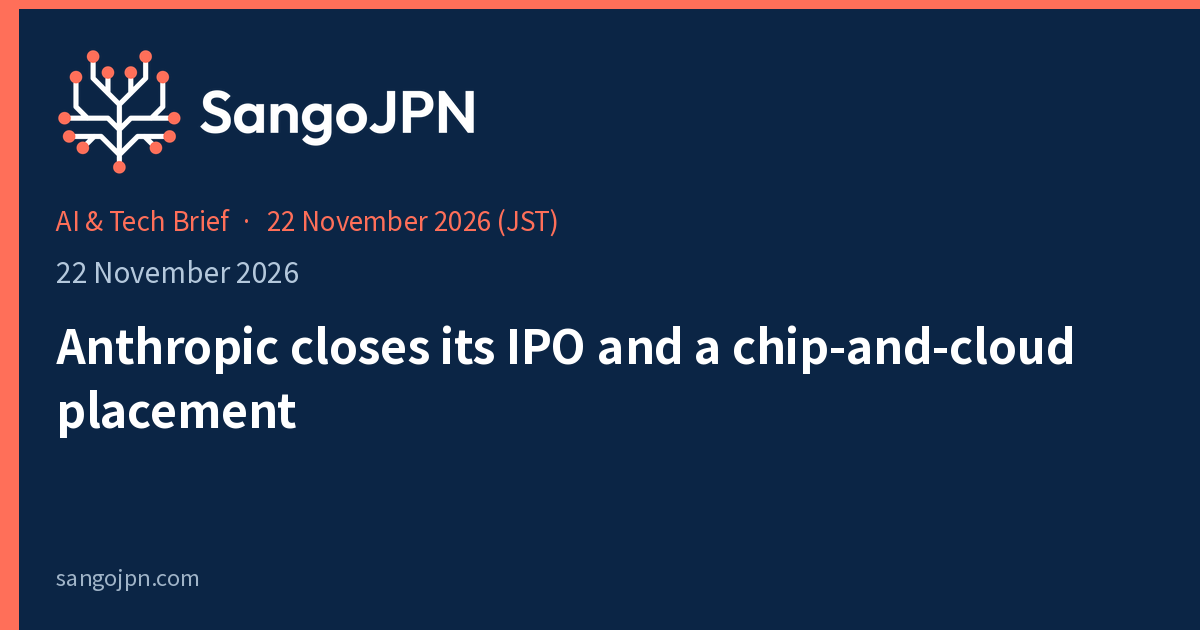 SangoJPN
AI & Tech Brief · 22 November 2026 (JST)
22 November 2026
Anthropic closes its IPO and a chip-and-cloud
placement
sangojpn.com